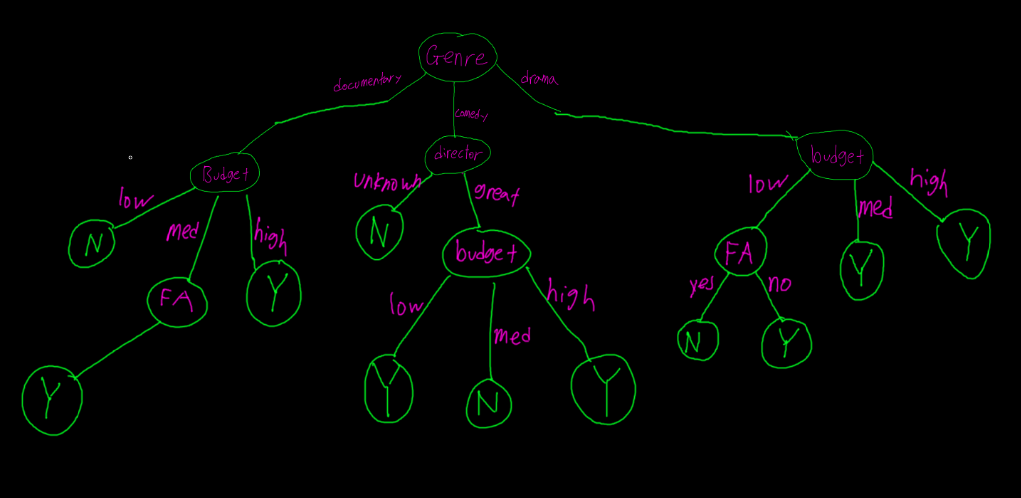 Genre
documentary
drama
comedy
Budget
director
budget
low
med
high
unknown
great
low
med
high
N
FA
Y
N
budget
FA
Y
Y
low
med
high
yes
no
Y
Y
N
Y
N
Y